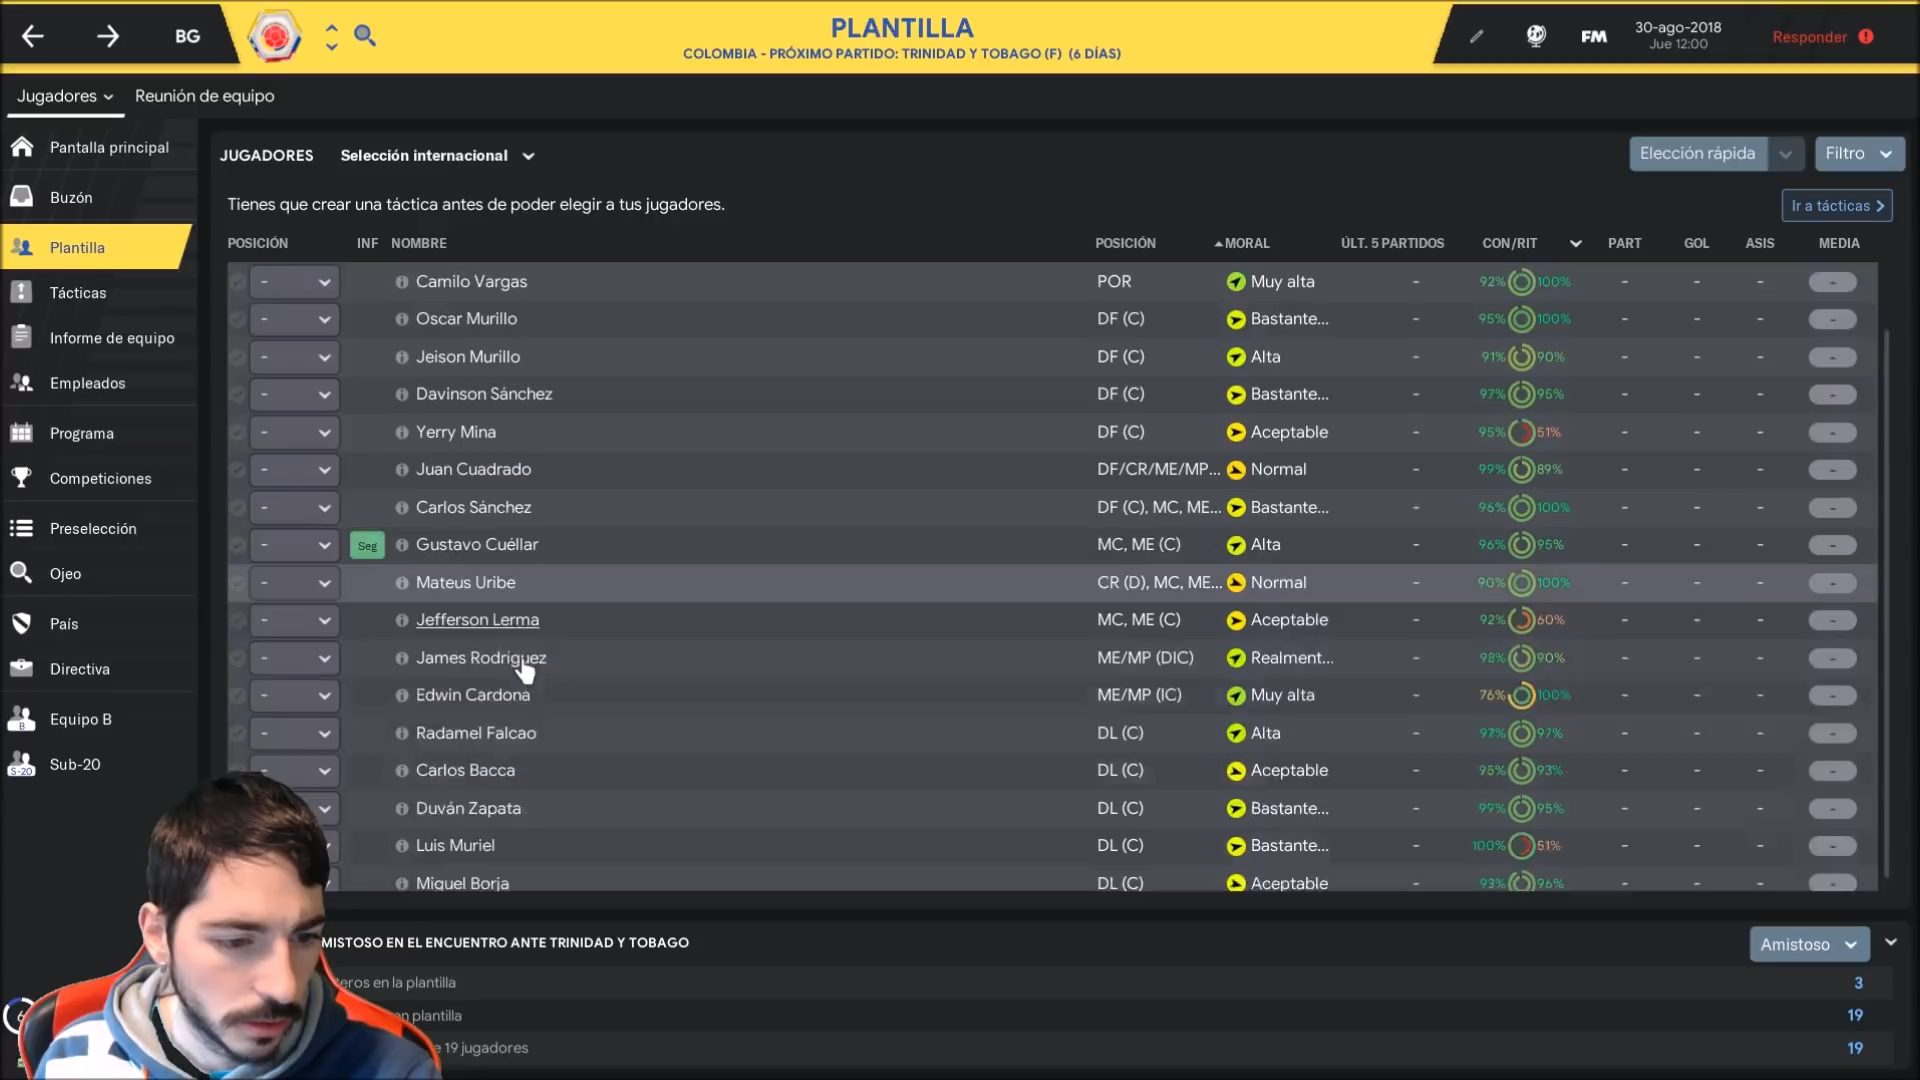 BG
PLANTILLA
COLOMBIA - PRÓXIMO PARTIDO: TRINIDAD Y TOBAGO (F) (6 DÍAS)
FM
30-ago-2018
Jue 12:00
Responder
Jugadores
Reunión de equipo
Pantalla principal
Buzón
Plantilla
Tácticas
Informe de equipo
Empleados
Programa
Competiciones
Preselección
Ojeo
País
Directiva
Equipo B
Sub-20
JUGADORES
Selección internacional
Elección rápida
Filtro
Tienes que crear una táctica antes de poder elegir a tus jugadores.
Ir a tácticas
POSICIÓN INF NOMBRE POSICIÓN MORAL ÚLT. 5 PARTIDOS CON/RIT PART GOL ASIS MEDIA
- Camilo Vargas POR Muy alta - 92% 100% - - - -
- Oscar Murillo DF (C) Bastante... - 95% 100% - - - -
- Jeison Murillo DF (C) Alta - 91% 90% - - - -
- Davinson Sánchez DF (C) Bastante... - 97% 95% - - - -
- Yerry Mina DF (C) Aceptable - 95% 51% - - - -
- Juan Cuadrado DF/CR/ME/MP... Normal - 99% 89% - - - -
- Carlos Sánchez DF (C), MC, ME... Bastante... - 96% 100% - - - -
- Seg Gustavo Cuéllar MC, ME (C) Alta - 96% 95% - - - -
- Mateus Uribe CR (D), MC, ME... Normal - 90% 100% - - - -
- Jefferson Lerma MC, ME (C) Aceptable - 92% 60% - - - -
- James Rodríguez ME/MP (DIC) Realment... - 98% 90% - - - -
- Edwin Cardona ME/MP (IC) Muy alta - 76% 100% - - - -
- Radamel Falcao DL (C) Alta - 97% 97% - - - -
- Carlos Bacca DL (C) Aceptable - 95% 93% - - - -
Duván Zapata DL (C) Bastante... - 99% 95% - - - -
Luis Muriel DL (C) Bastante... - 100% 51% - - - -
Miguel Borja DL (C) Aceptable - 93% 96% - - - -
MISTOSO EN EL ENCUENTRO ANTE TRINIDAD Y TOBAGO
Amistoso
teros en la plantilla 3
n plantilla 19
e 19 jugadores 19